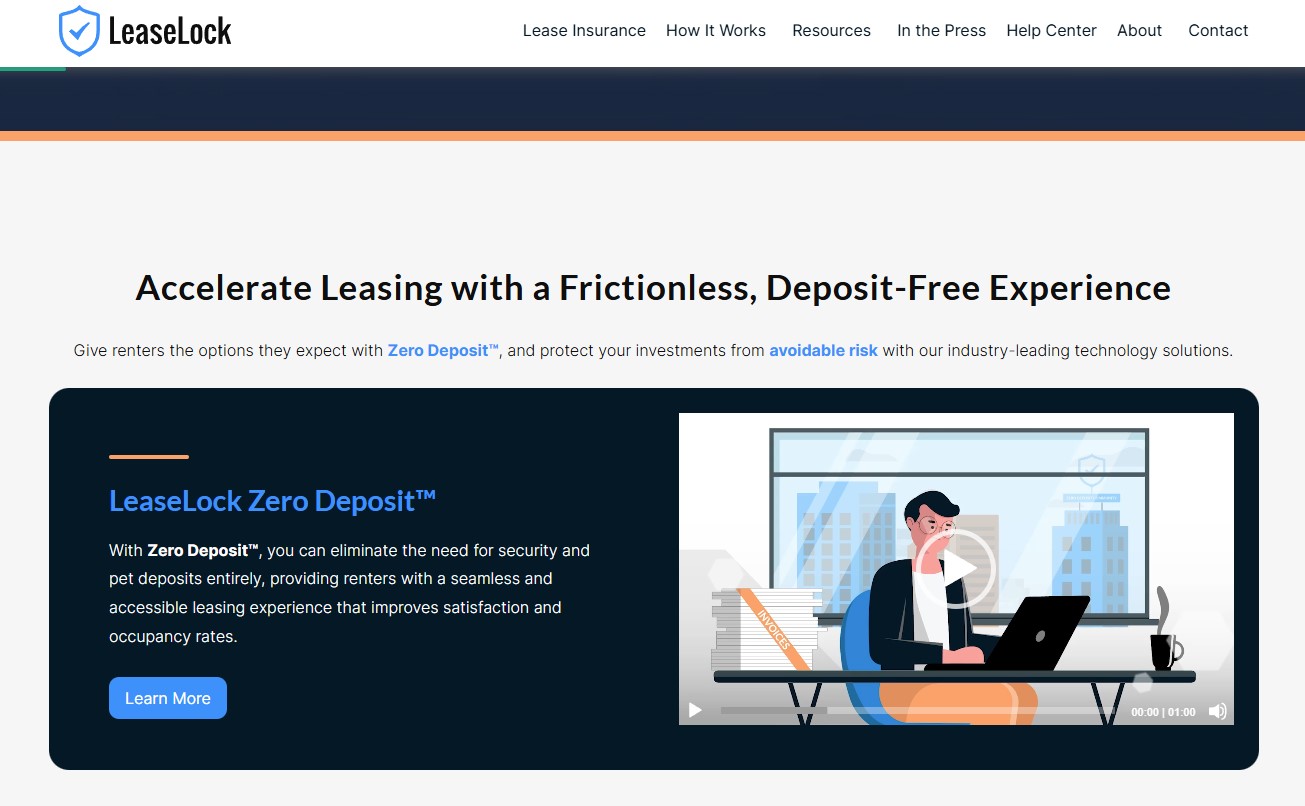 LeaseLock
Lease Insurance How It Works Resources In the Press Help Center About Contact
Accelerate Leasing with a Frictionless, Deposit-Free Experience
Give renters the options they expect with Zero Deposit™, and protect your investments from avoidable risk with our industry-leading technology solutions.
LeaseLock Zero Deposit™
With Zero Deposit™, you can eliminate the need for security and
pet deposits entirely, providing renters with a seamless and
accessible leasing experience that improves satisfaction and
occupancy rates.
Learn More
INVOICES
00:00 | 01:00